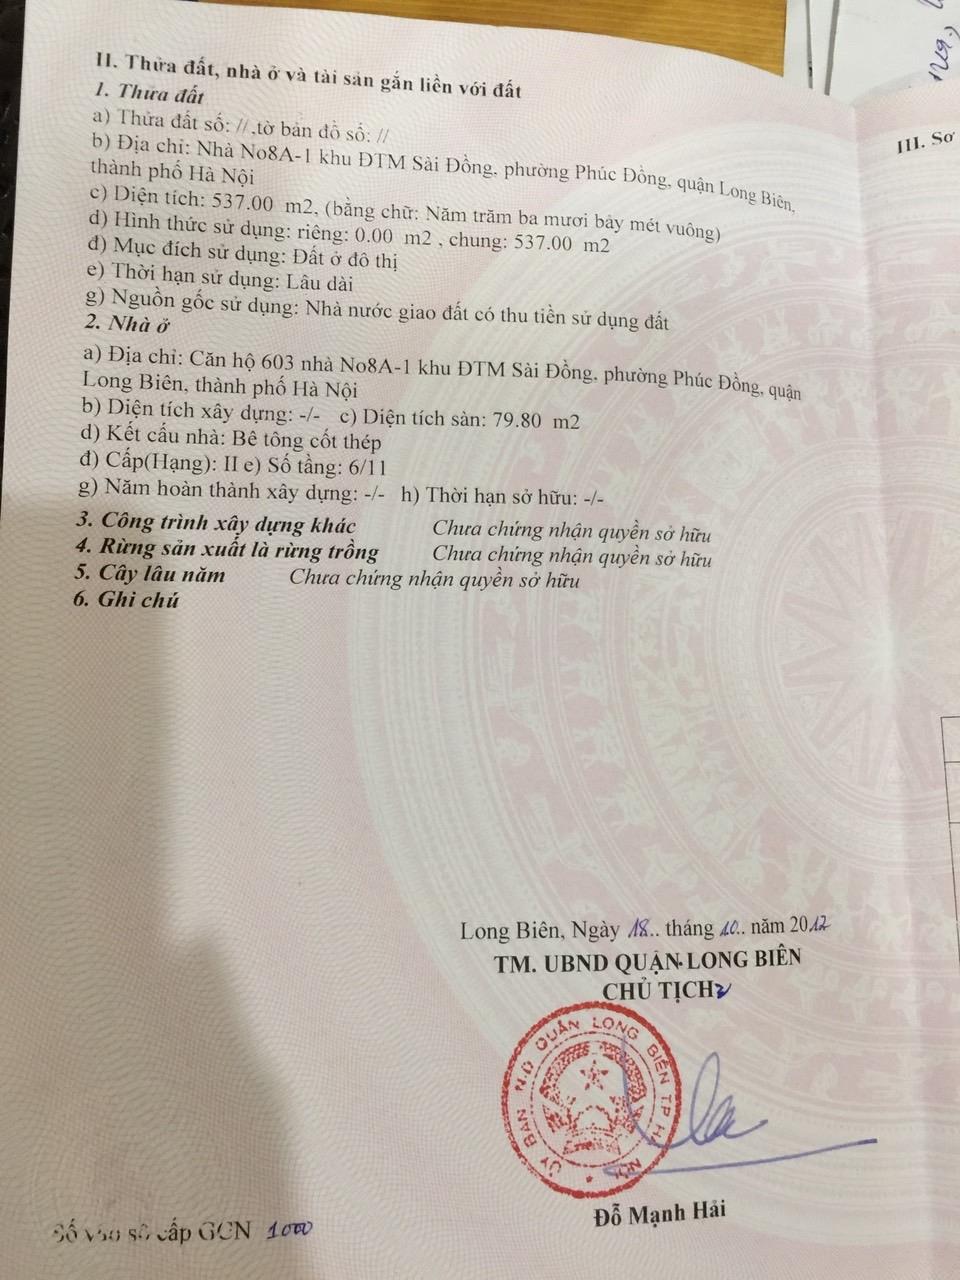 II. Thửa đất, nhà ở và tài sản gắn liền với đất
1. Thửa đất
a) Thửa đất số: // ,tờ bản đồ số: //
b) Địa chỉ: Nhà No8A-1 khu ĐTM Sài Đồng, phường Phúc Đồng, quận Long Biên,
thành phố Hà Nội
c) Diện tích: 537.00 m2, (bằng chữ: Năm trăm ba mươi bảy mét vuông)
d) Hình thức sử dụng: riêng: 0.00 m2 , chung: 537.00 m2
đ) Mục đích sử dụng: Đất ở đô thị
e) Thời hạn sử dụng: Lâu dài
g) Nguồn gốc sử dụng: Nhà nước giao đất có thu tiền sử dụng đất
2. Nhà ở
a) Địa chỉ: Căn hộ 603 nhà No8A-1 khu ĐTM Sài Đồng, phường Phúc Đồng, quận
Long Biên, thành phố Hà Nội
b) Diện tích xây dựng: -/- c) Diện tích sàn: 79.80 m2
d) Kết cấu nhà: Bê tông cốt thép
đ) Cấp(Hạng): II e) Số tầng: 6/11
g) Năm hoàn thành xây dựng: -/- h) Thời hạn sở hữu: -/-
3. Công trình xây dựng khác Chưa chứng nhận quyền sở hữu
4. Rừng sản xuất là rừng trồng Chưa chứng nhận quyền sở hữu
5. Cây lâu năm Chưa chứng nhận quyền sở hữu
6. Ghi chú
III. Sơ
Long Biên, Ngày 18.. tháng 10.. năm 2012
TM. UBND QUẬN LONG BIÊN
CHỦ TỊCH
ỦY BAN N.D QUẬN LONG BIÊN TP HÀ NỘI
Đỗ Mạnh Hải
Số vào sổ cấp GCN 1000